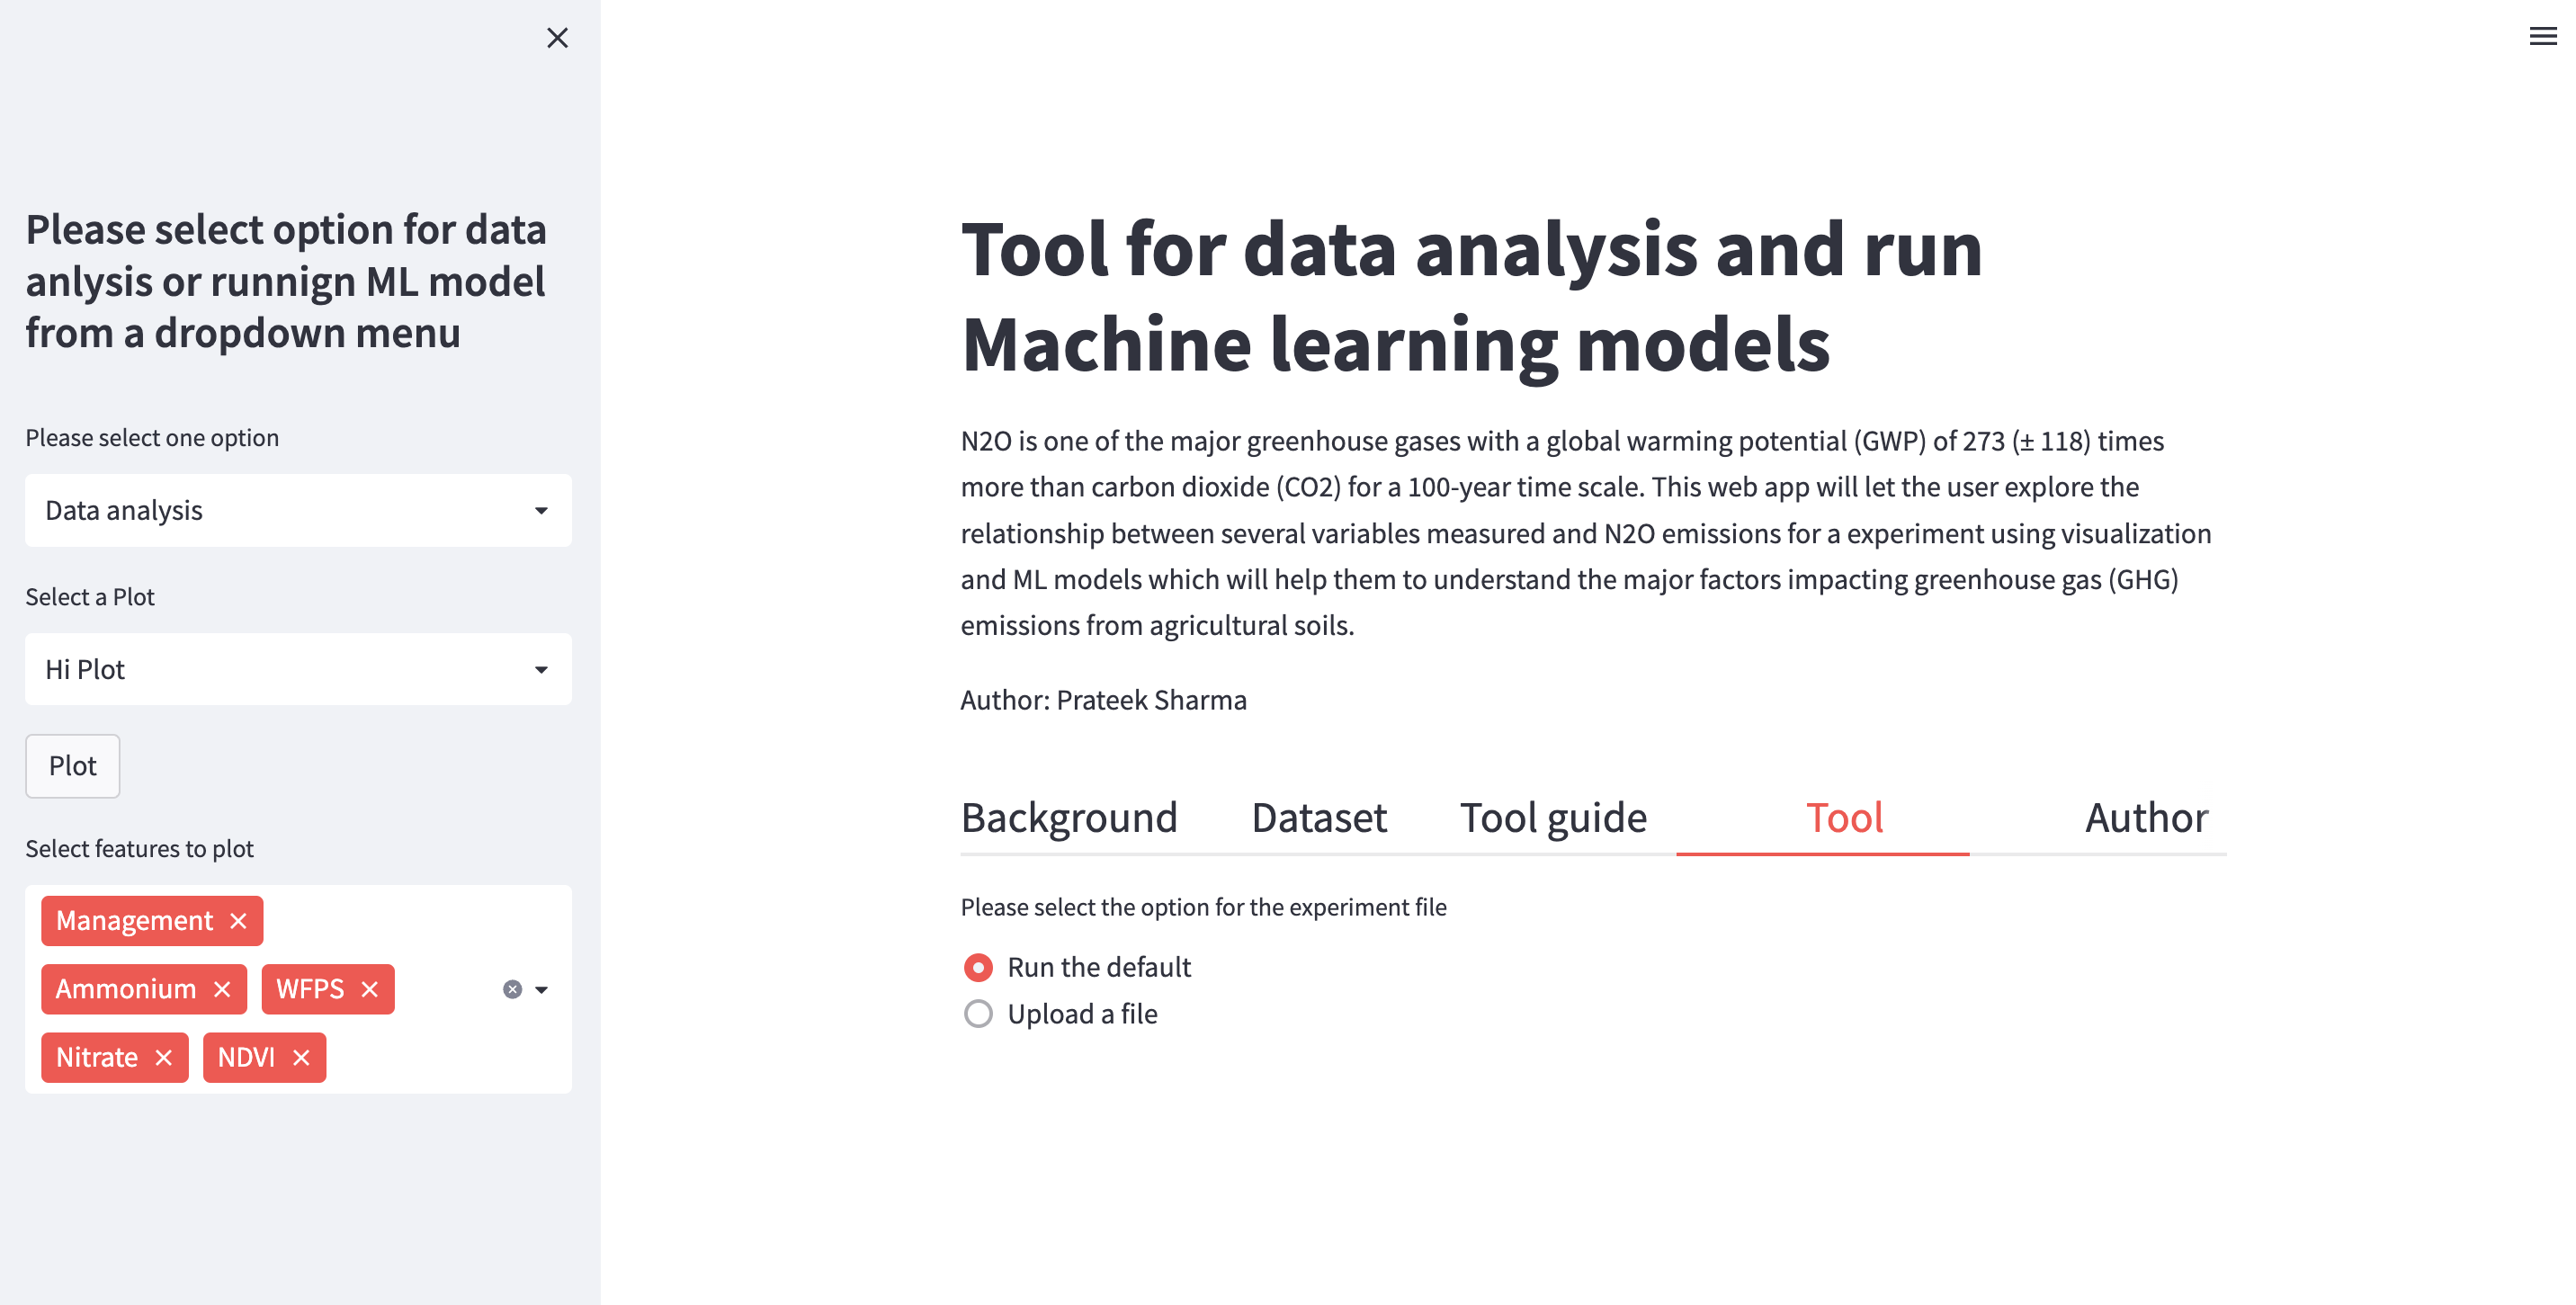 Please select option for data
anlysis or runnign ML model
from a dropdown menu
Please select one option
Data analysis
Select a Plot
Hi Plot
Plot
Select features to plot
Management
Ammonium WFPS
Nitrate NDVI
Tool for data analysis and run
Machine learning models
N2O is one of the major greenhouse gases with a global warming potential (GWP) of 273 (± 118) times
more than carbon dioxide (CO2) for a 100-year time scale. This web app will let the user explore the
relationship between several variables measured and N2O emissions for a experiment using visualization
and ML models which will help them to understand the major factors impacting greenhouse gas (GHG)
emissions from agricultural soils.
Author: Prateek Sharma
Background Dataset Tool guide Tool Author
Please select the option for the experiment file
Run the default
Upload a file